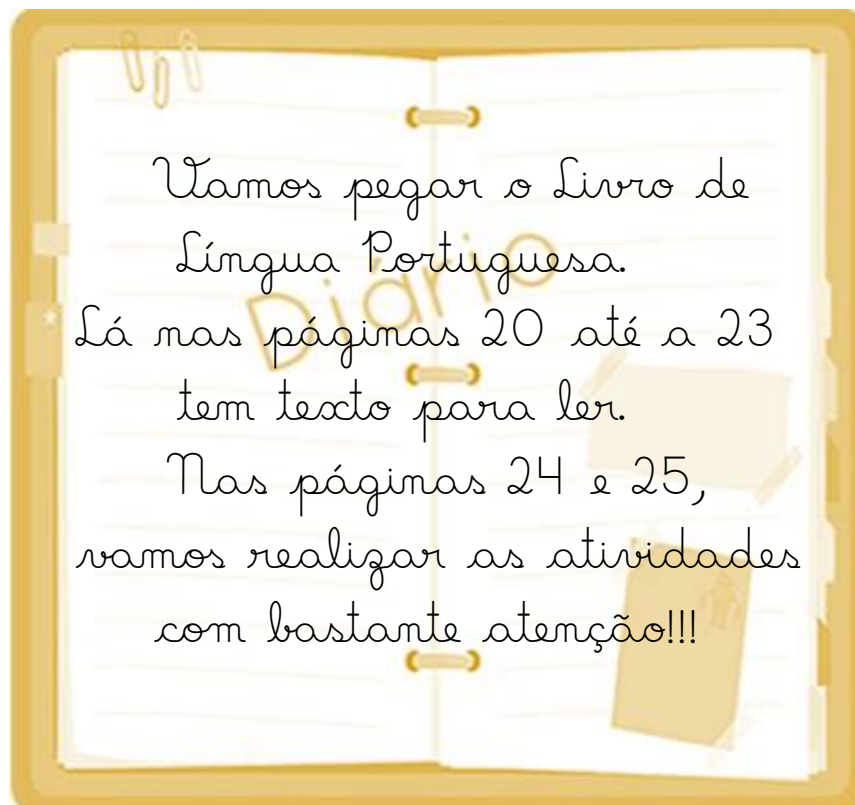 Vamos pegar o Livro de
Língua Portuguesa.
Diário
Lá nas páginas 20 até a 23
tem texto para ler.
Nas páginas 24 e 25,
vamos realizar as atividades
com bastante atenção!!!